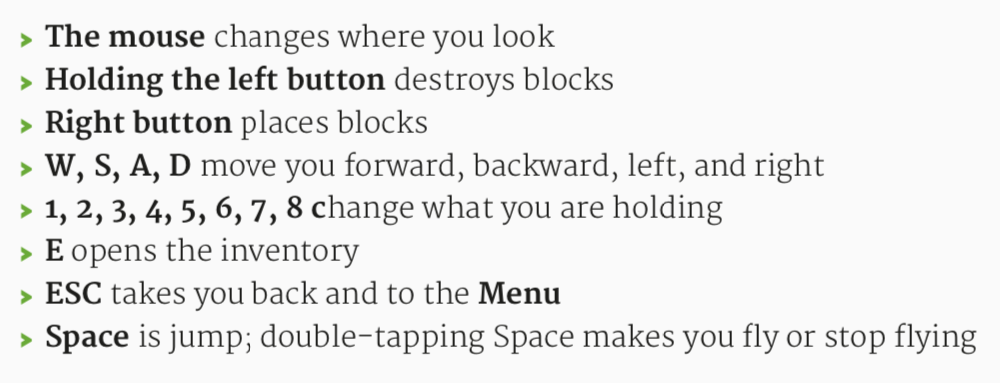 > The mouse changes where you look
> Holding the left button destroys blocks
> Right button places blocks
> W, S, A, D move you forward, backward, left, and right
> 1, 2, 3, 4, 5, 6, 7, 8 change what you are holding
> E opens the inventory
> ESC takes you back and to the Menu
> Space is jump; double-tapping Space makes you fly or stop flying